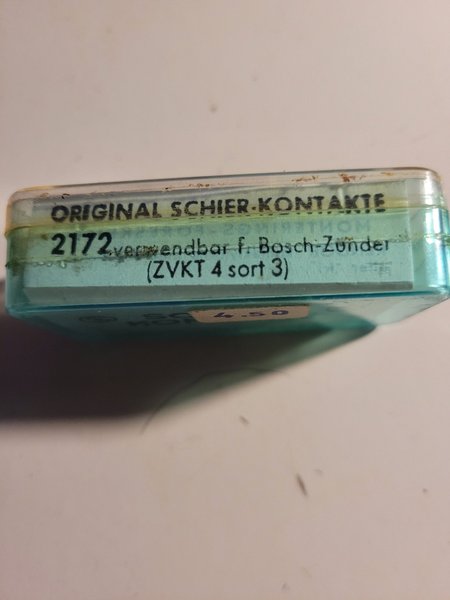 ORIGINAL SCHIER-KONTAKTE
2172 verwendbar f. Bosch-Zünder
(ZVKT 4 sort 3)
4.50